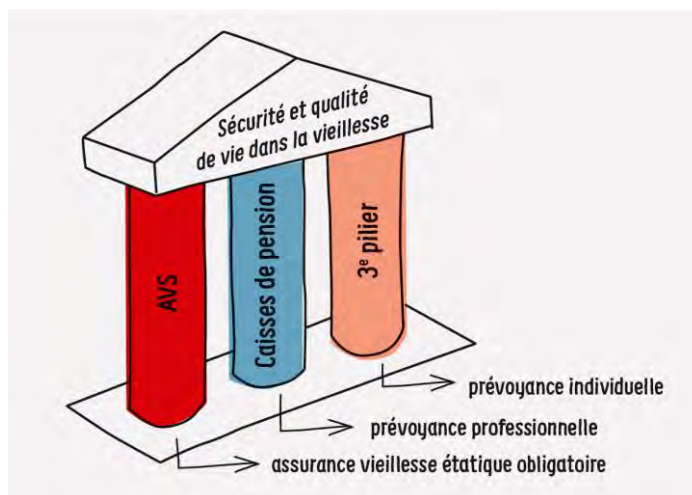 Sécurité et qualité
de vie dans la vieillesse
AVS
Caisses de pension
3e pilier
prévoyance individuelle
prévoyance professionnelle
assurance vieillesse étatique obligatoire